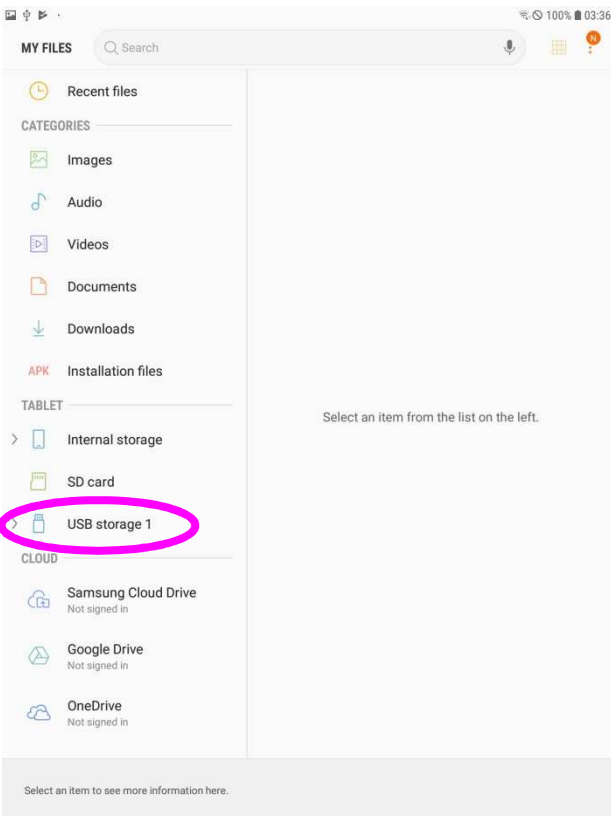 100% 03:36
MY FILES Search N
Recent files
CATEGORIES
Images
Audio
Videos
Documents
Downloads
APK Installation files
TABLET
Internal storage
SD card
USB storage 1
CLOUD
Samsung Cloud Drive
Not signed in
Google Drive
Not signed in
OneDrive
Not signed in
Select an item from the list on the left.
Select an item to see more information here.